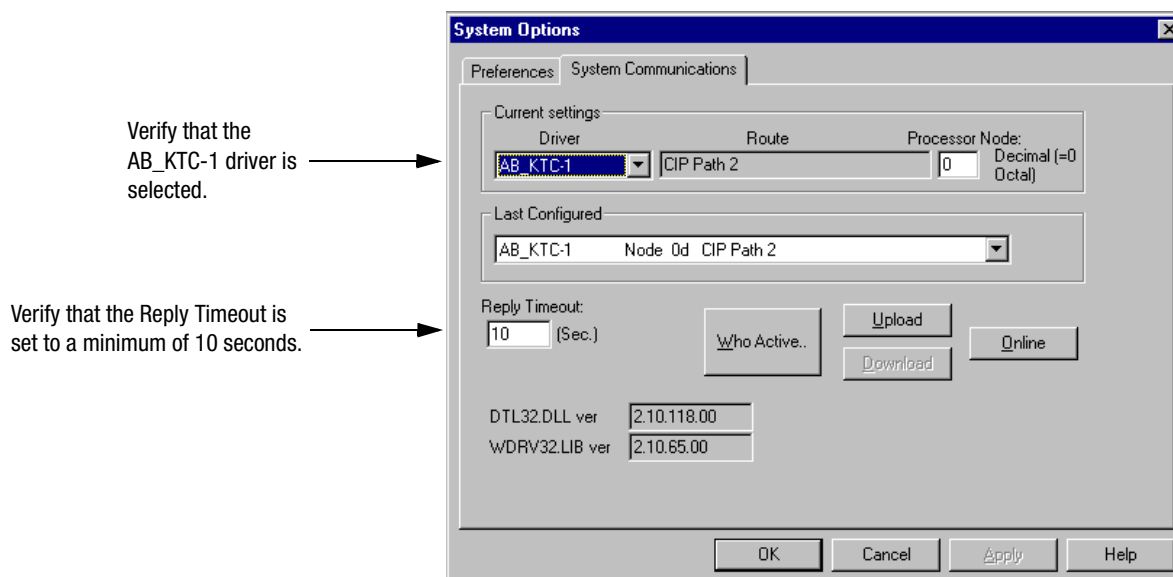 System Options
Preferences
System Communications
Current settings
Driver
Route
Processor Node:
AB_KTC-1
CIP Path 2
0
Decimal (=0
Octal)
Last Configured
AB_KTC-1 Node 0d CIP Path 2
Reply Timeout:
10 (Sec.)
Who Active..
Upload
Download
Online
DTL32.DLL ver 2.10.118.00
WDRV32.LIB ver 2.10.65.00
OK
Cancel
Apply
Help
Verify that the
AB_KTC-1 driver is
selected.
Verify that the Reply Timeout is
set to a minimum of 10 seconds.